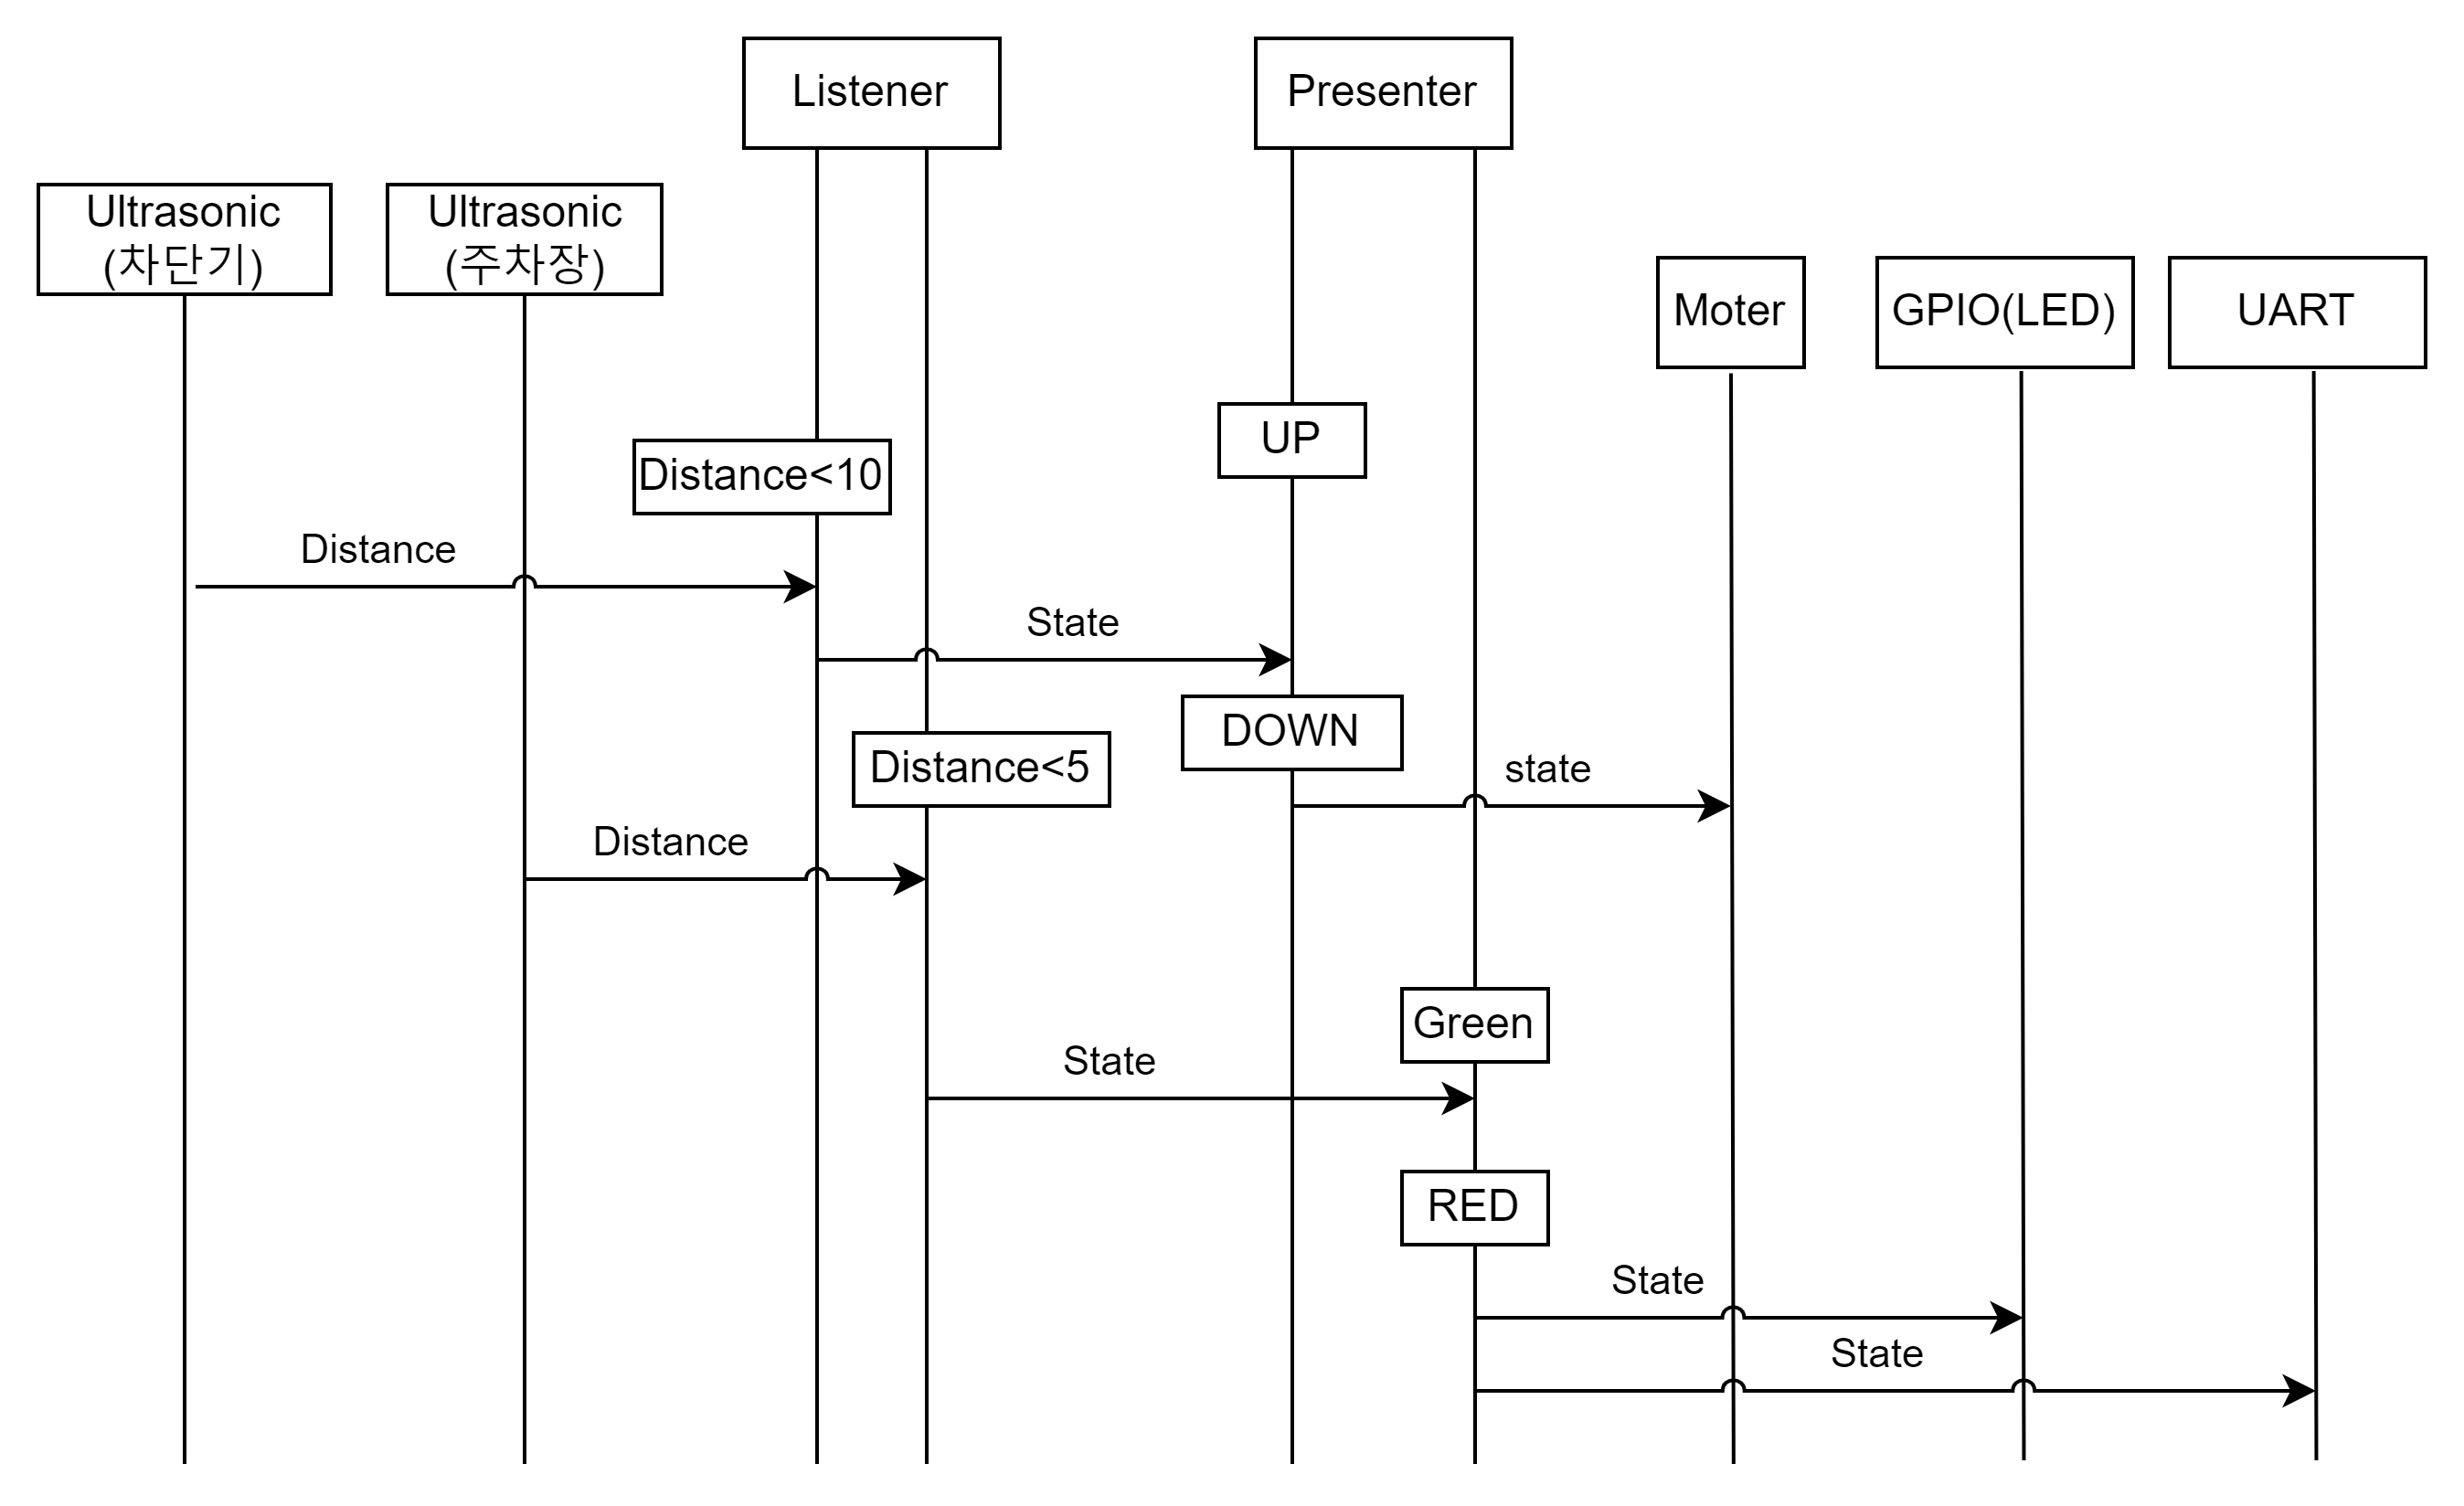 Listener
Presenter
Ultrasonic
(차단기)
Ultrasonic
(주차장)
Moter
GPIO(LED)
UART
UP
Distance<10
Distance
State
DOWN
Distance<5
state
Distance
Green
State
RED
State
State